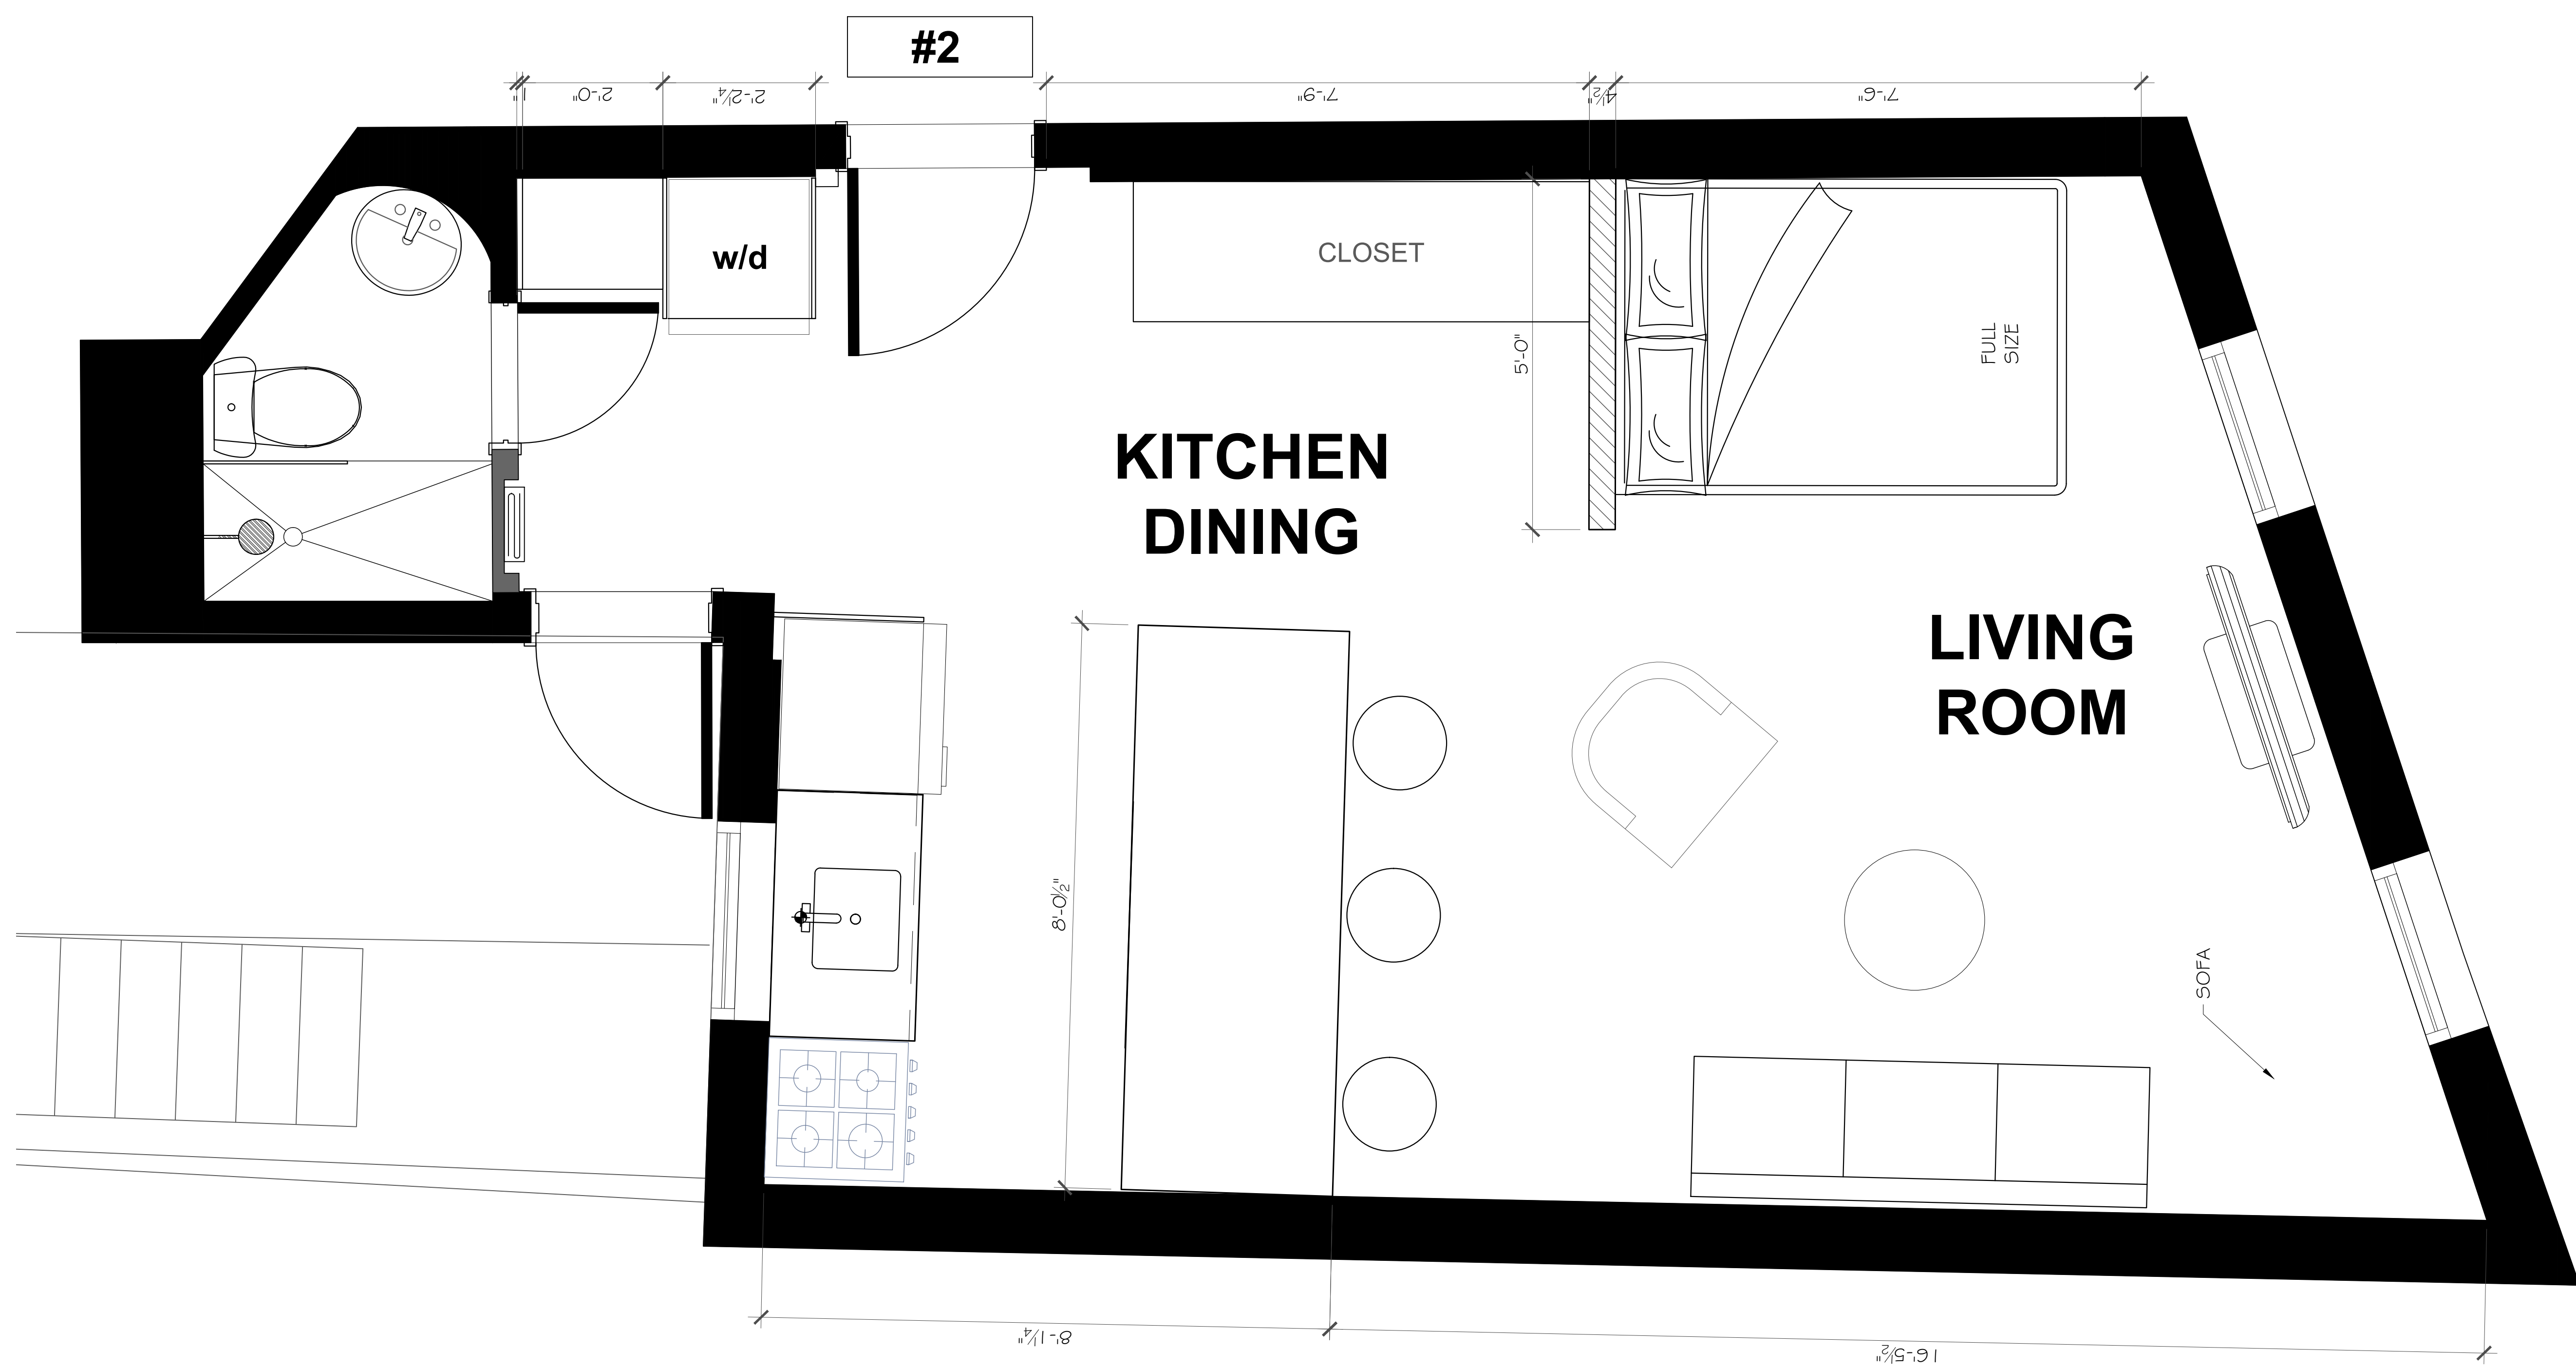 #2
1"
2'-0"
2'-2¼"
7'-9"
4½"
7'-6"
w/d
CLOSET
5'-0"
FULL
SIZE
KITCHEN
DINING
LIVING
ROOM
8'-0½"
SOFA
8'-1¼"
16'-5½"